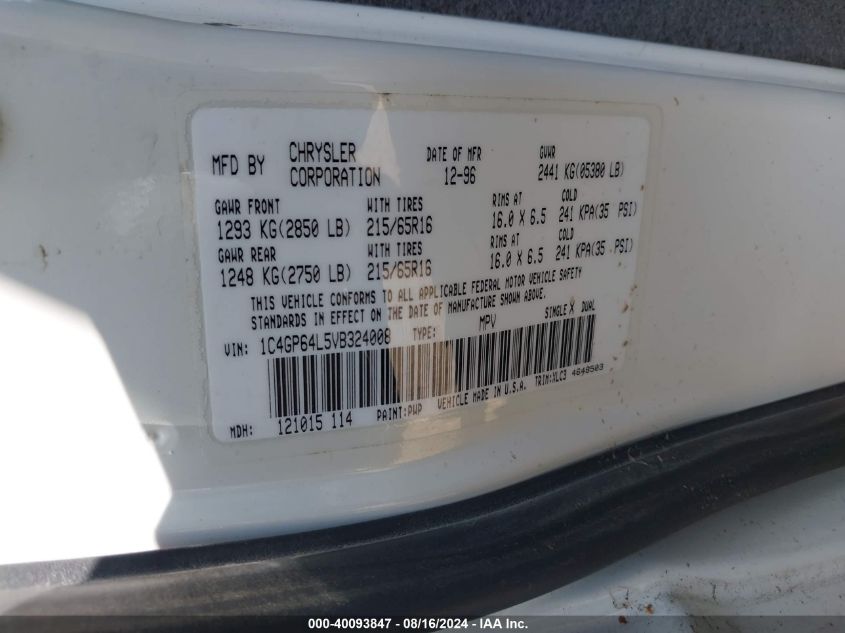 MFD BY CHRYSLER CORPORATION DATE OF MFR 12-96 GVWR 2441 KG(05380 LB)
GAWR FRONT WITH TIRES RIMS AT COLD
1293 KG(2850 LB) 215/65R16 16.0 X 6.5 241 KPA(35 PSI)
GAWR REAR WITH TIRES RIMS AT COLD
1248 KG(2750 LB) 215/65R16 16.0 X 6.5 241 KPA(35 PSI)
THIS VEHICLE CONFORMS TO ALL APPLICABLE FEDERAL MOTOR VEHICLE SAFETY
STANDARDS IN EFFECT ON THE DATE OF MANUFACTURE SHOWN ABOVE.
VIN: 1C4GP64L5VB324008 TYPE: MPV SINGLE X DUAL
MDH: 121015 114 PAINT:PWP VEHICLE MADE IN U.S.A. TRIM:XLC3 4648503
000-40093847 - 08/16/2024 - IAA Inc.